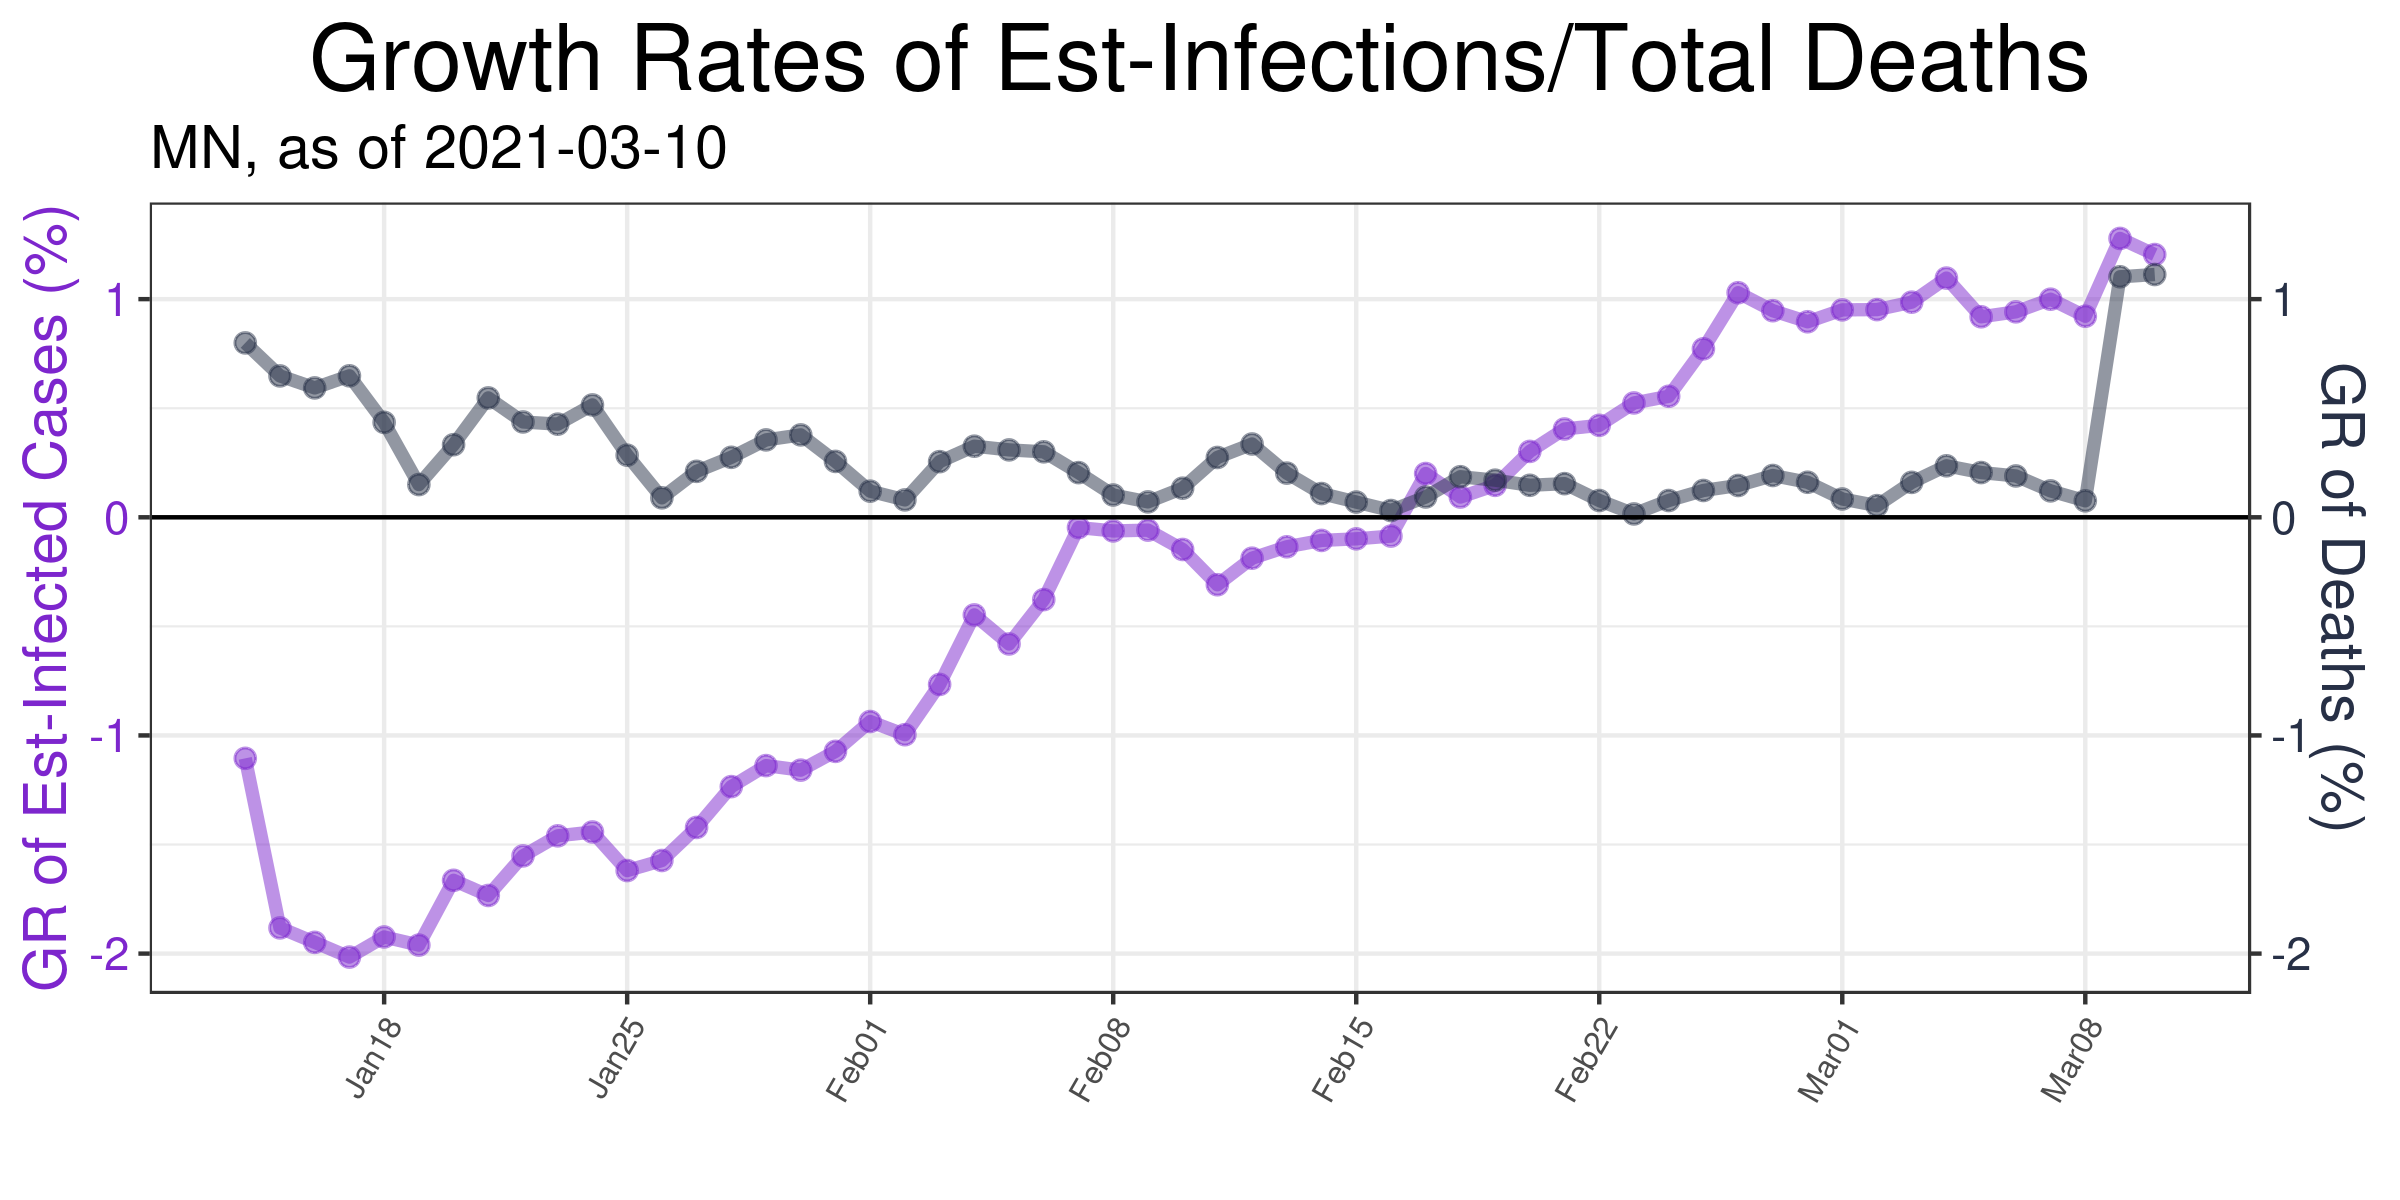 Growth Rates of Est-Infections/Total Deaths
MN, as of 2021-03-10
GR of Est-Infected Cases (%)
1
0
-1
-2
1
0
-1
-2
GR of Deaths (%)
Jan18
Jan25
Feb01
Feb08
Feb15
Feb22
Mar01
Mar08